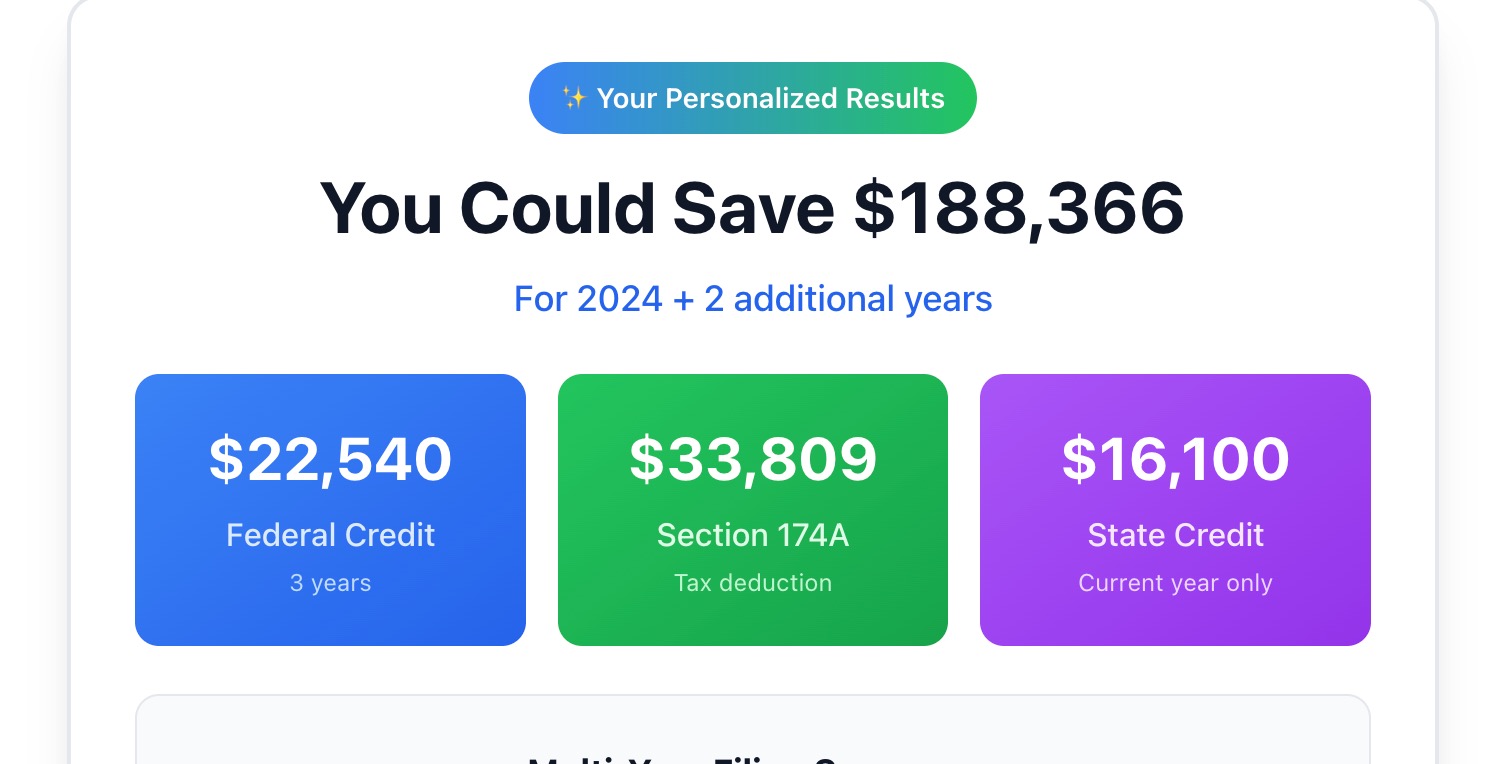 ✨ Your Personalized Results
You Could Save $188,366
For 2024 + 2 additional years
$22,540
Federal Credit
3 years
$33,809
Section 174A
Tax deduction
$16,100
State Credit
Current year only